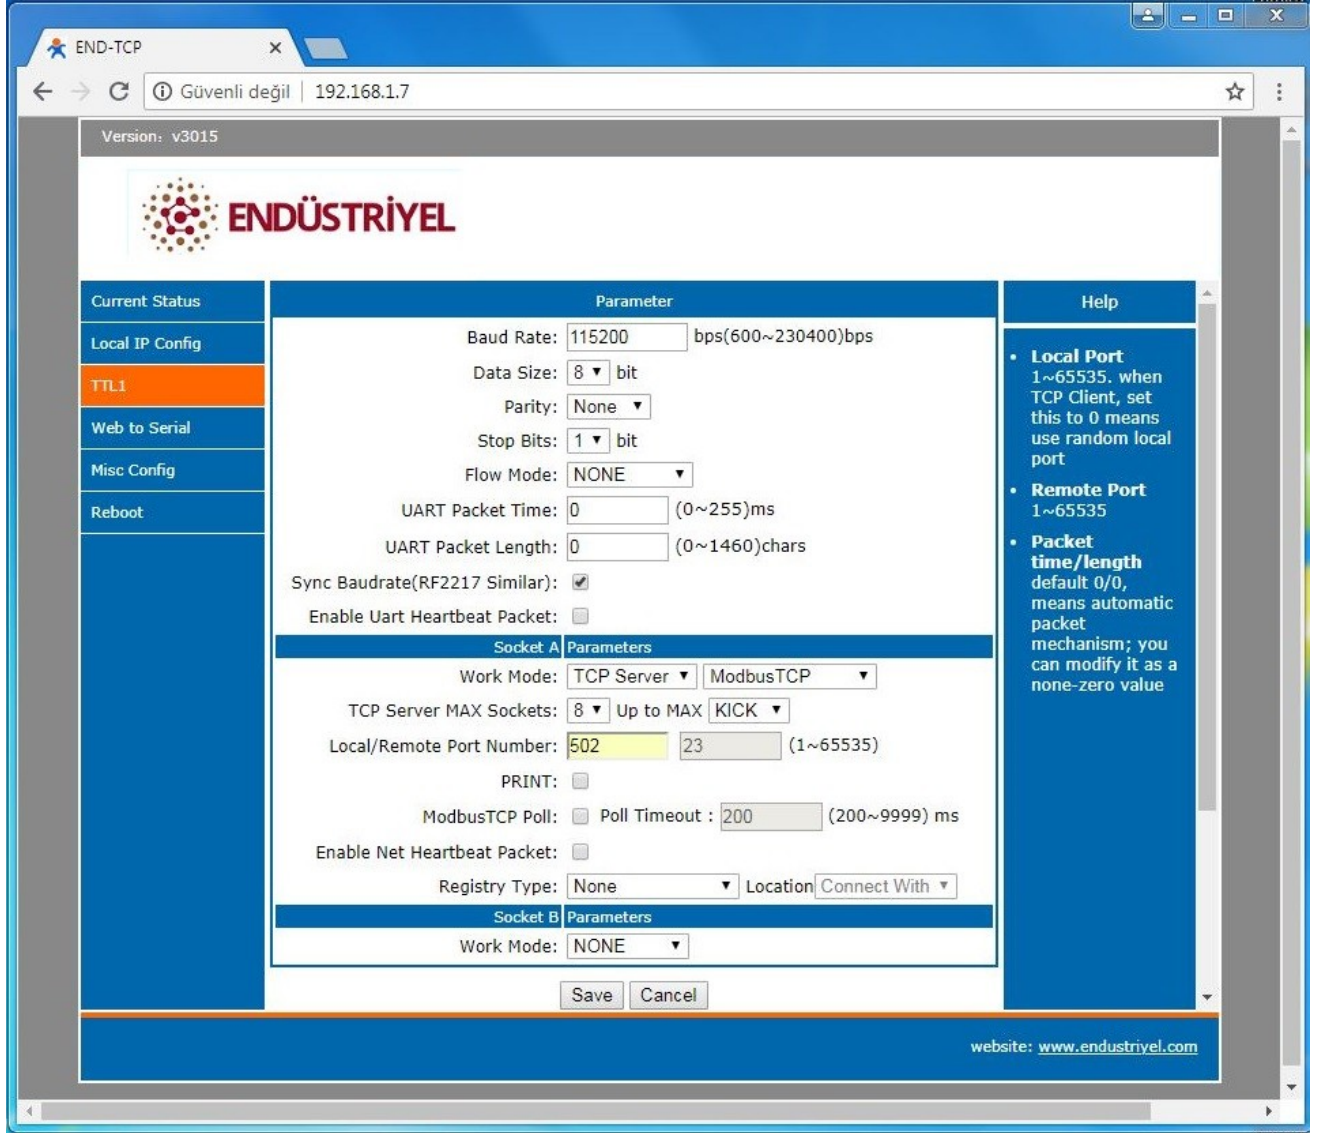 END-TCP
Güvenli değil | 192.168.1.7
Version: v3015
ENDÜSTRİYEL
Current Status
Local IP Config
TTL1
Web to Serial
Misc Config
Reboot
Parameter
Baud Rate: 115200 bps(600~230400)bps
Data Size: 8 bit
Parity: None
Stop Bits: 1 bit
Flow Mode: NONE
UART Packet Time: 0 (0~255)ms
UART Packet Length: 0 (0~1460)chars
Sync Baudrate(RF2217 Similar):
Enable Uart Heartbeat Packet:
Socket A Parameters
Work Mode: TCP Server ModbusTCP
TCP Server MAX Sockets: 8 Up to MAX KICK
Local/Remote Port Number: 502 23 (1~65535)
PRINT:
ModbusTCP Poll: Poll Timeout : 200 (200~9999) ms
Enable Net Heartbeat Packet:
Registry Type: None Location Connect With
Socket B Parameters
Work Mode: NONE
Save Cancel
Help
• Local Port
1~65535. when
TCP Client, set
this to 0 means
use random local
port
• Remote Port
1~65535
• Packet
time/length
default 0/0,
means automatic
packet
mechanism; you
can modify it as a
none-zero value
website: www.endustriyel.com